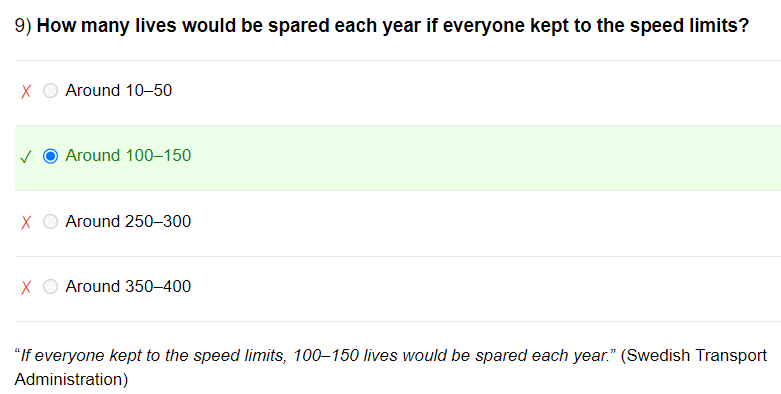 9) How many lives would be spared each year if everyone kept to the speed limits?
✗ Around 10–50
✓ Around 100–150
✗ Around 250–300
✗ Around 350–400
“If everyone kept to the speed limits, 100–150 lives would be spared each year.” (Swedish Transport
Administration)